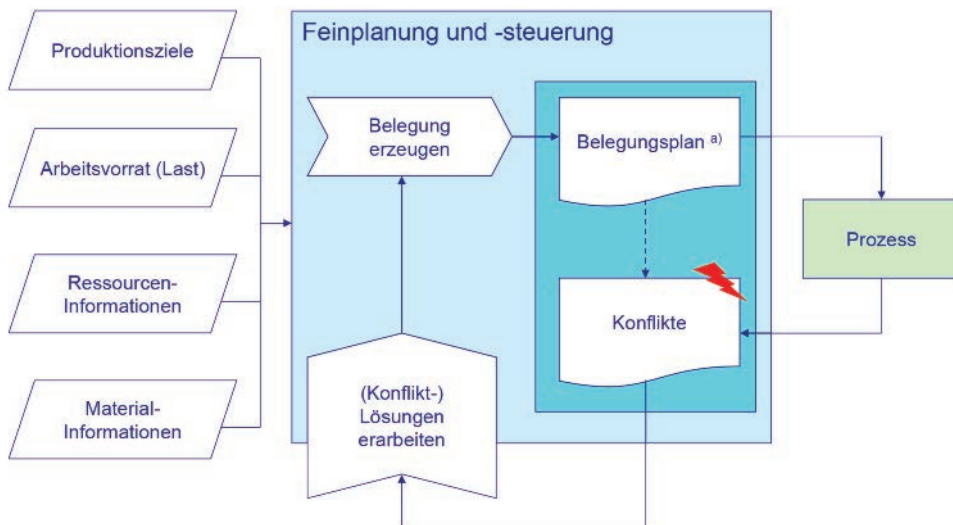 Produktionsziele
Arbeitsvorrat (Last)
Ressourcen-
Informationen
Material-
Informationen
Feinplanung und -steuerung
Belegung
erzeugen
Belegungsplan a)
Konflikte
(Konflikt-)
Lösungen
erarbeiten
Prozess